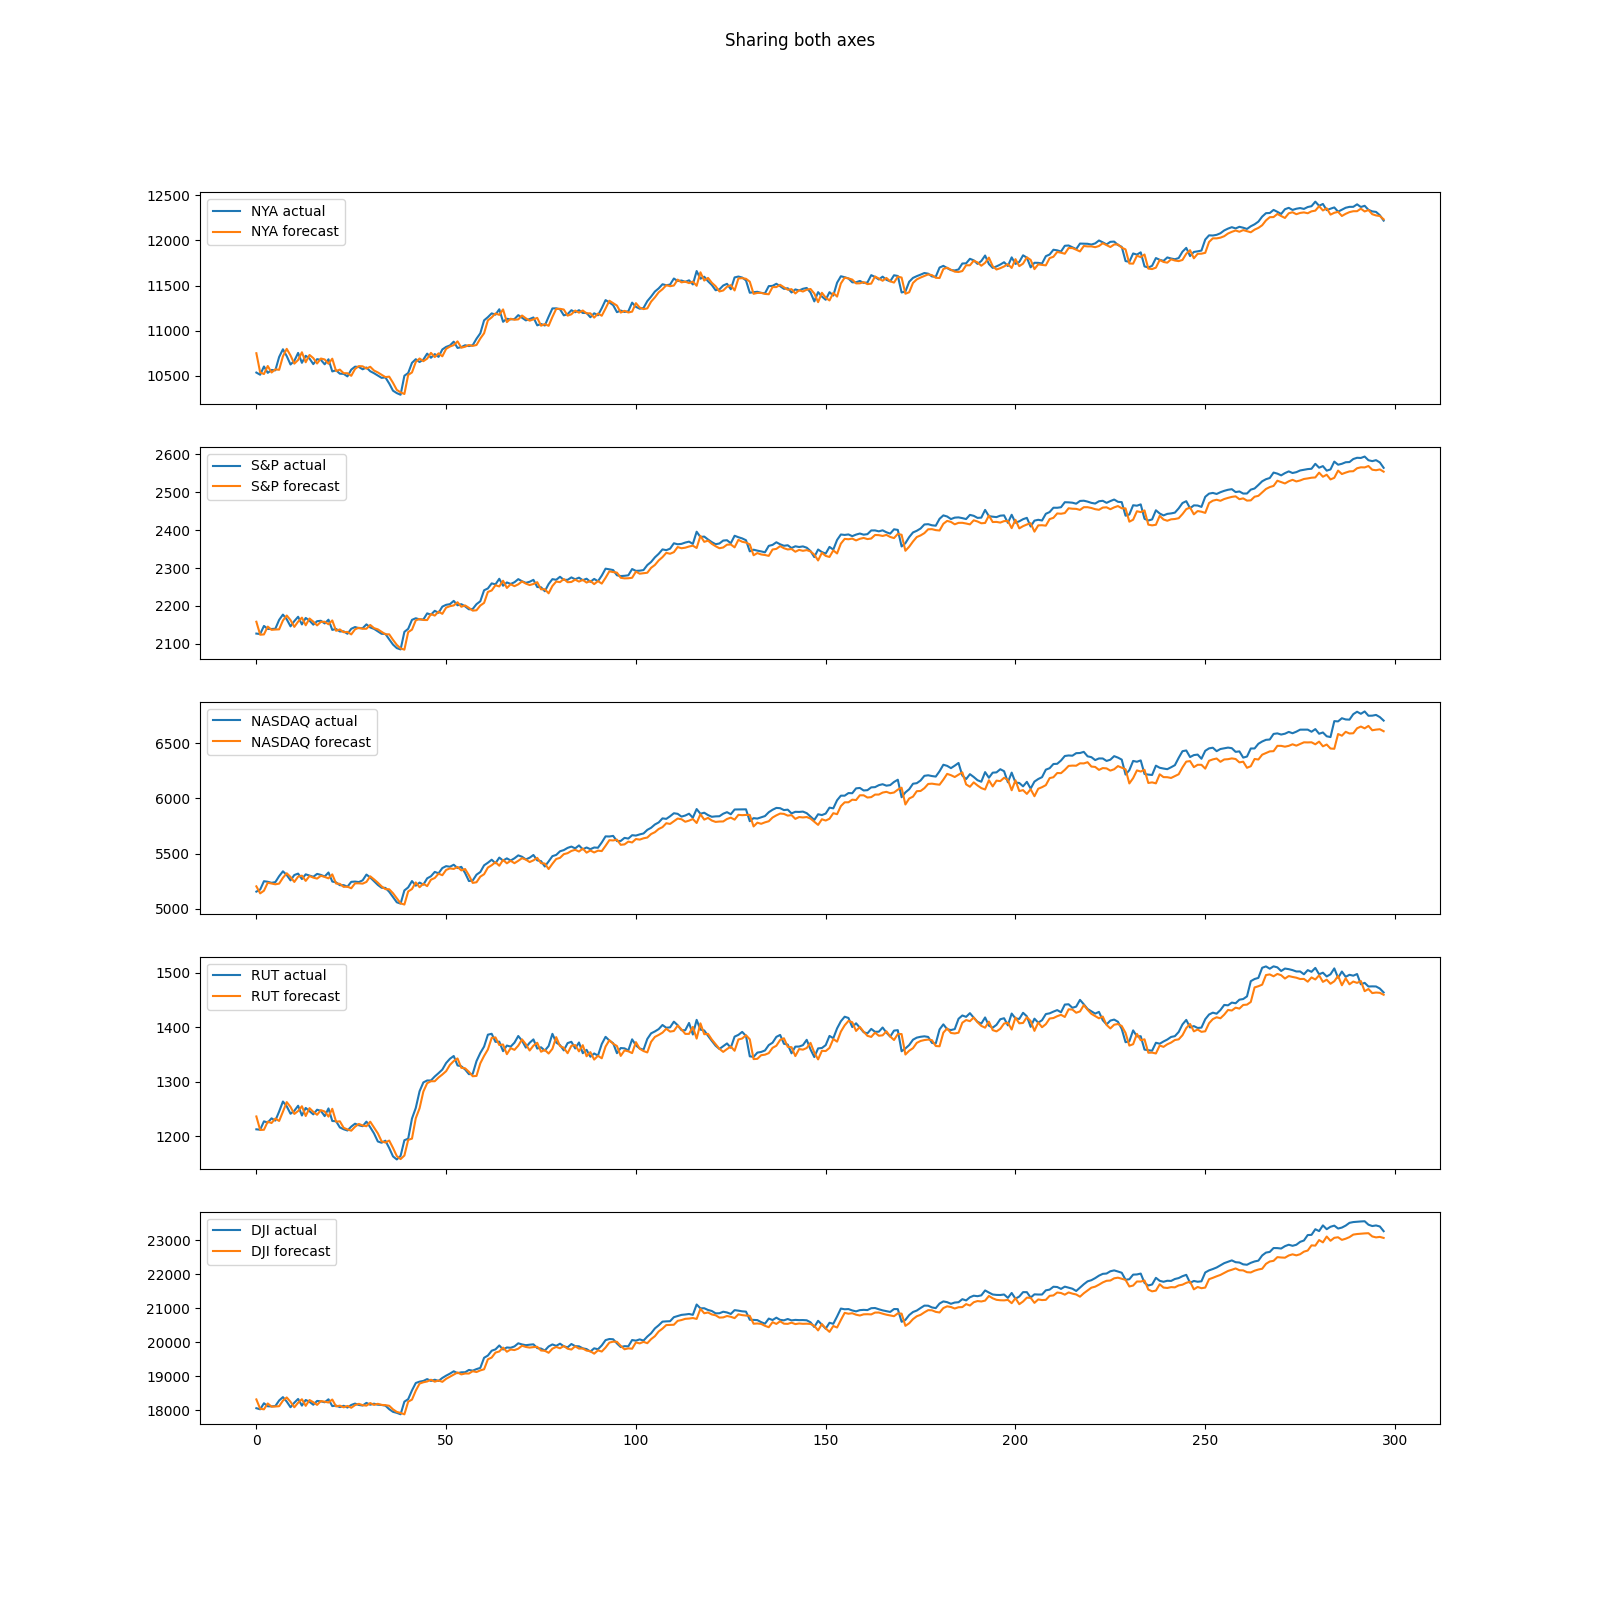 Sharing both axes
12500
12000
11500
11000
10500
NYA actual
NYA forecast
2600
2500
2400
2300
2200
2100
S&P actual
S&P forecast
6500
6000
5500
5000
NASDAQ actual
NASDAQ forecast
1500
1400
1300
1200
RUT actual
RUT forecast
23000
22000
21000
20000
19000
18000
DJI actual
DJI forecast
0 50 100 150 200 250 300